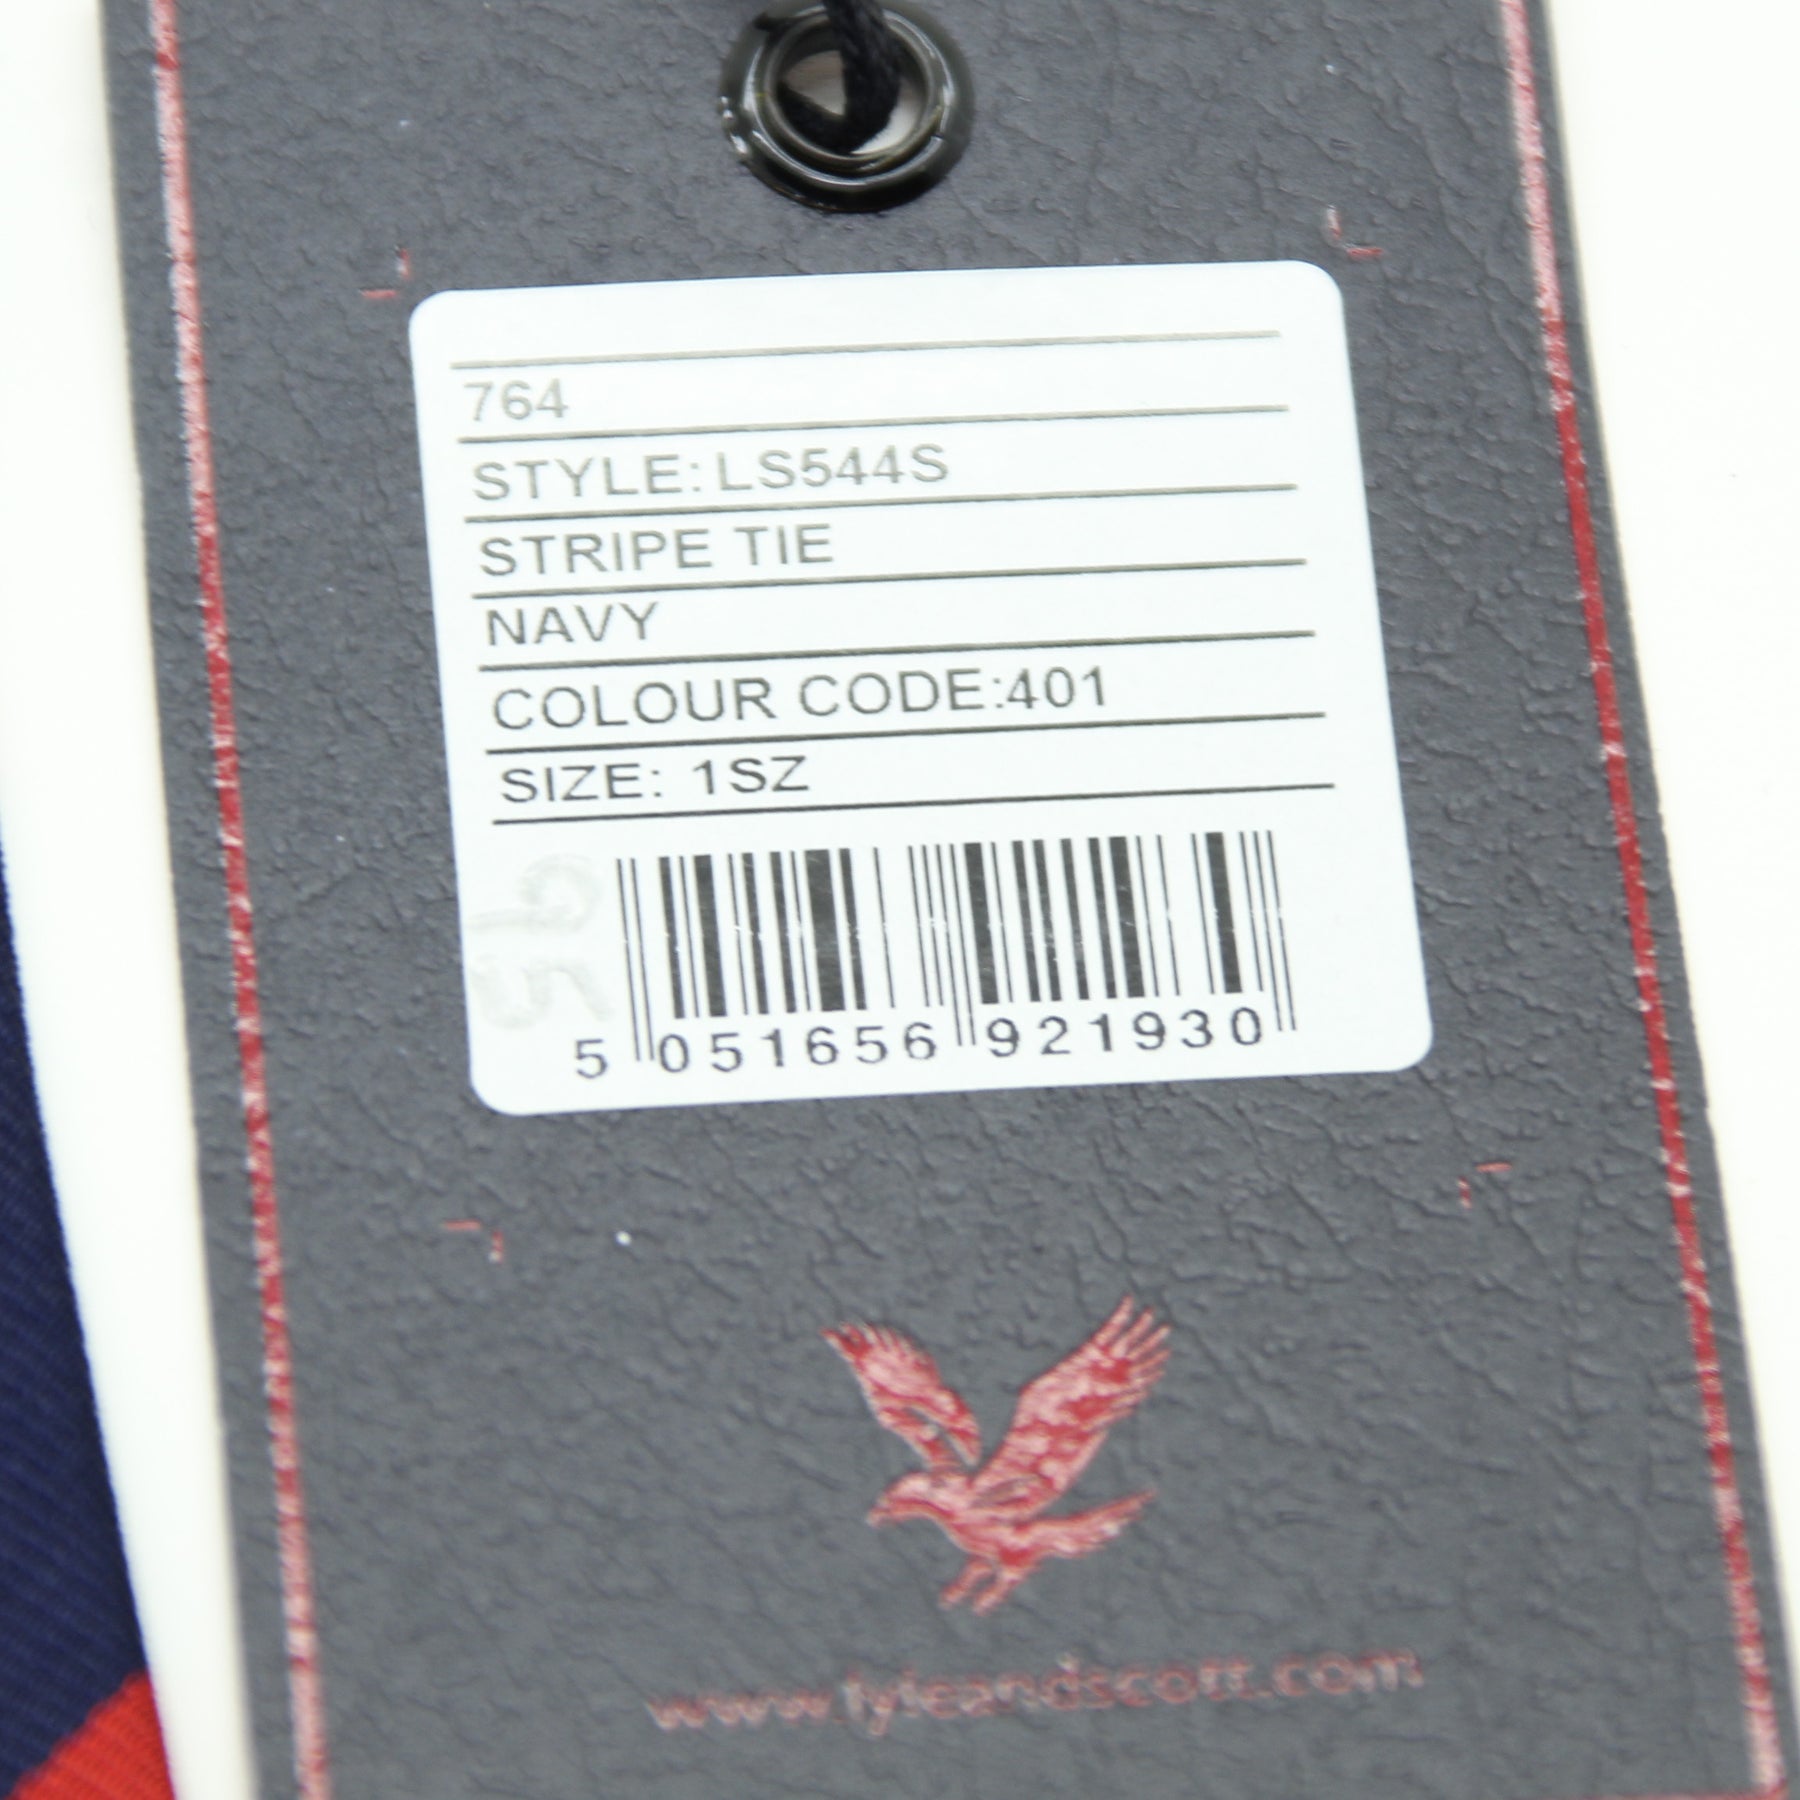 764
STYLE: LS544S
STRIPE TIE
NAVY
COLOUR CODE:401
SIZE: 1SZ
5 051656 921930
www.lyleandscott.com